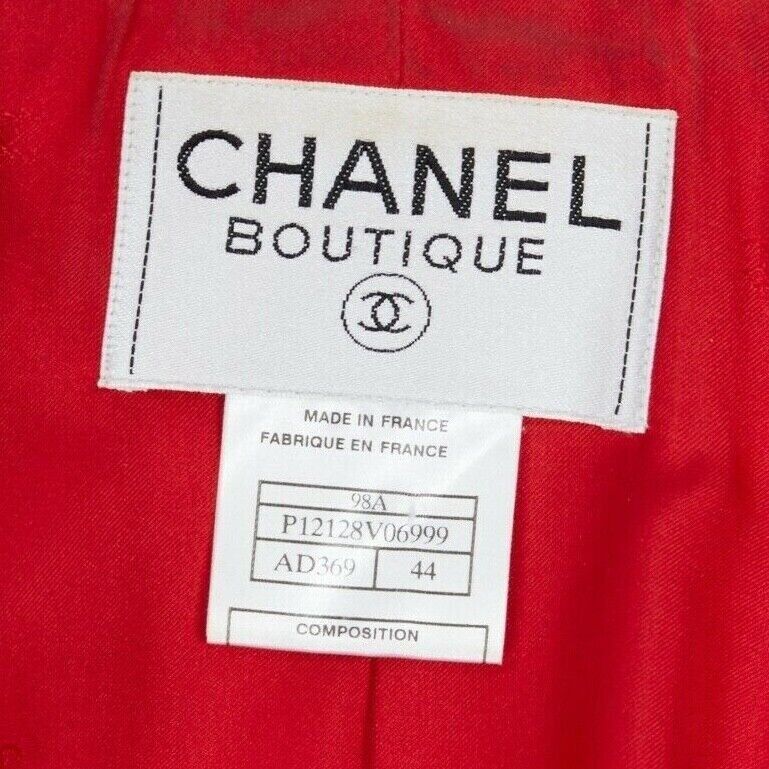 CHANEL
BOUTIQUE
MADE IN FRANCE
FABRIQUE EN FRANCE
98A
P12128V06999
AD369 44
COMPOSITION